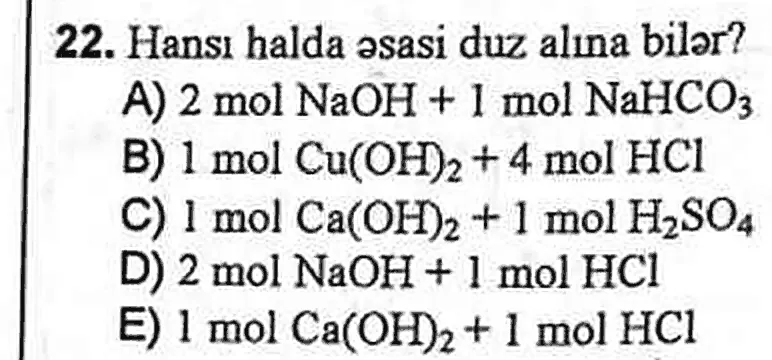 22. Hansı halda əsasi duz alına bilər?
A) 2 mol NaOH + 1 mol NaHCO₃
B) 1 mol Cu(OH)₂ + 4 mol HCl
C) 1 mol Ca(OH)₂ + 1 mol H₂SO₄
D) 2 mol NaOH + 1 mol HCl
E) 1 mol Ca(OH)₂ + 1 mol HCl